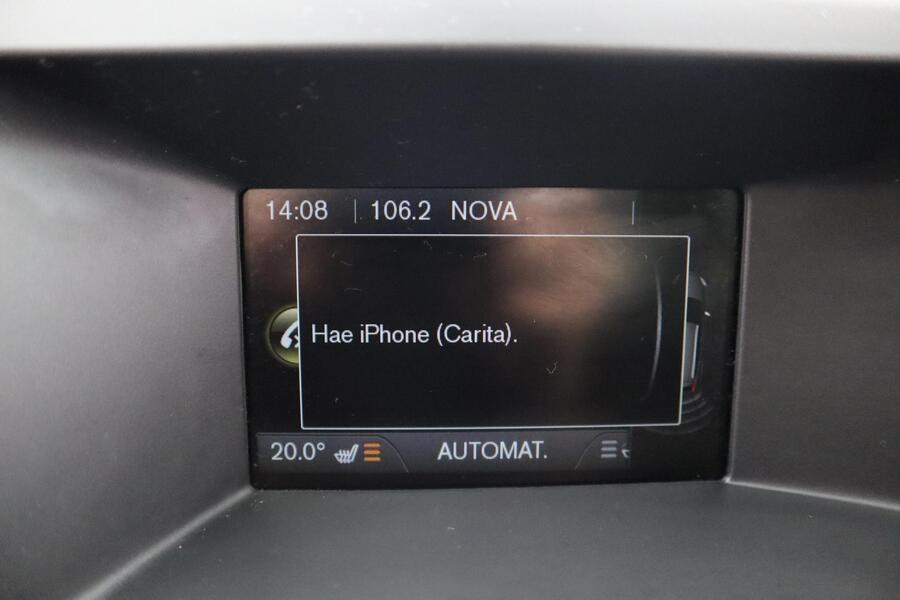 14:08 106.2 NOVA
Hae iPhone (Carita).
20.0° AUTOMAT.